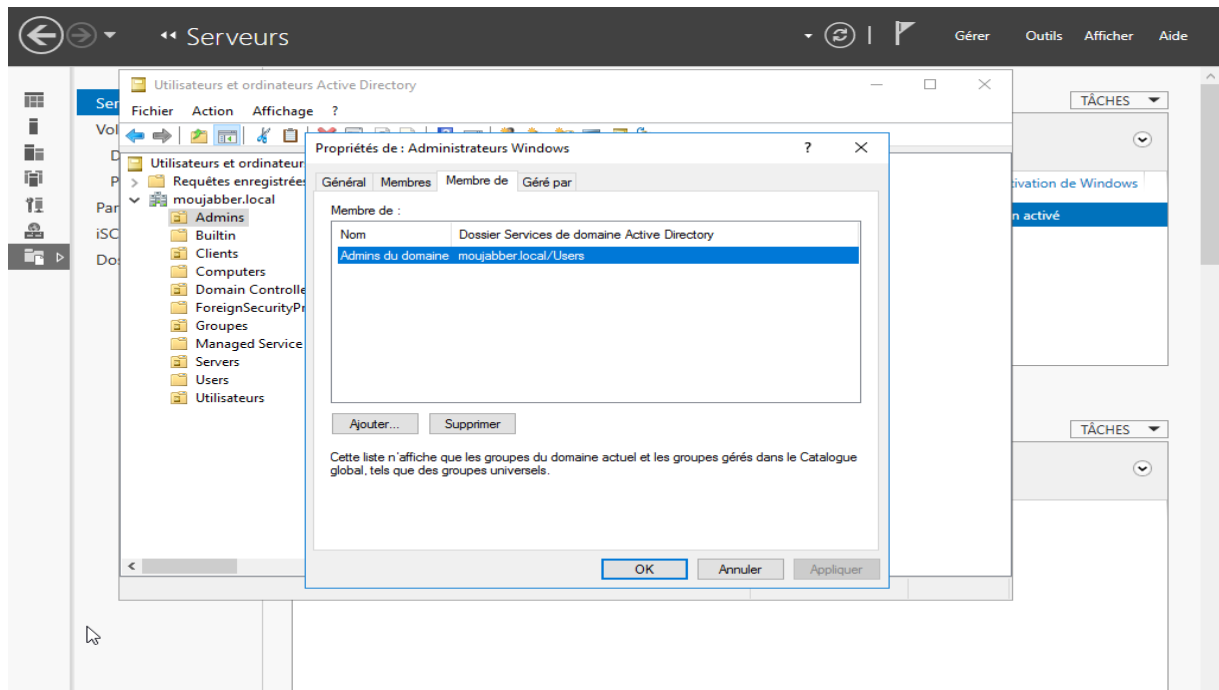 Serveurs
Gérer Outils Afficher Aide
Utilisateurs et ordinateurs Active Directory
Fichier Action Affichage ?
Propriétés de : Administrateurs Windows ?
Général Membres Membre de Géré par
Membre de :
Nom Dossier Services de domaine Active Directory
Admins du domaine moujabber.local/Users
Ajouter... Supprimer
Cette liste n'affiche que les groupes du domaine actuel et les groupes gérés dans le Catalogue
global, tels que des groupes universels.
OK Annuler Appliquer
Utilisateurs et ordinateur
Requêtes enregistrées
moujabber.local
Admins
Builtin
Clients
Computers
Domain Controlle
ForeignSecurityPr
Groupes
Managed Service
Servers
Users
Utilisateurs
Ser
Vol
D
P
Par
iSC
Do
TÂCHES
ivation de Windows
n activé
TÂCHES